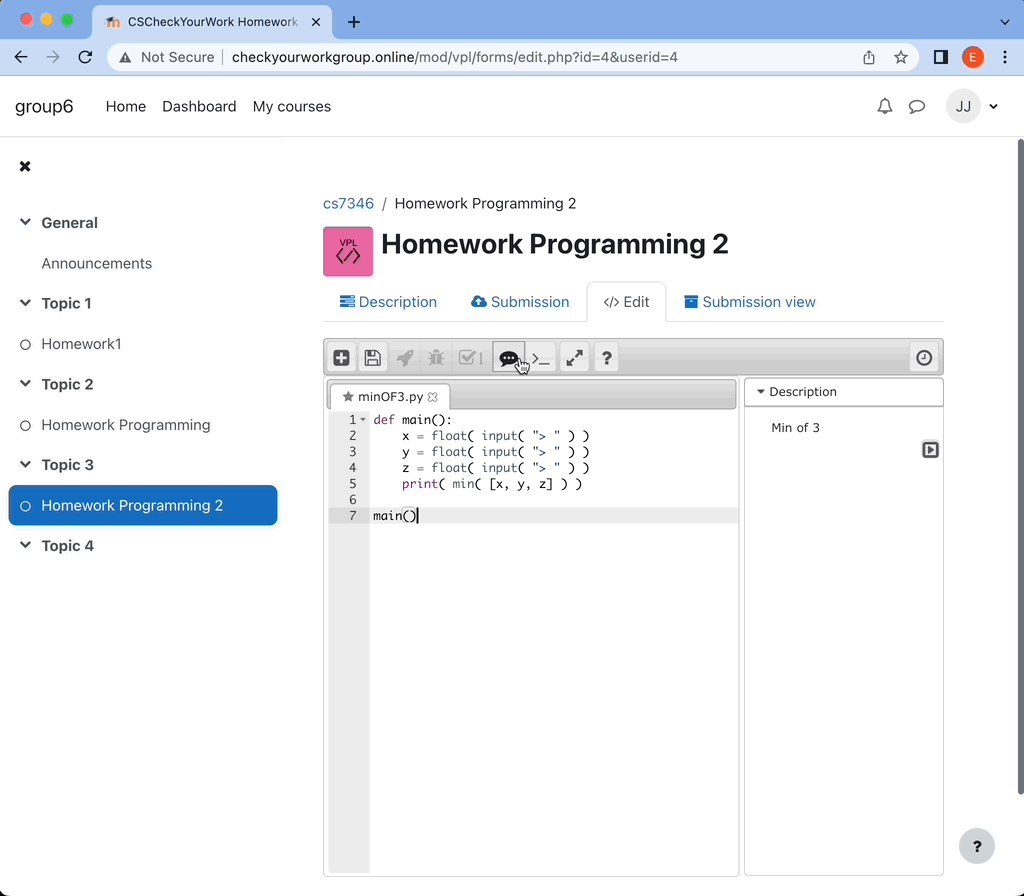 CSCheckYourWork Homework
Not Secure checkyourworkgroup.online/mod/vpl/forms/edit.php?id=4&userid=4
E
group6 Home Dashboard My courses
JJ
General
Announcements
Topic 1
Homework1
Topic 2
Homework Programming
Topic 3
Homework Programming 2
Topic 4
cs7346 / Homework Programming 2
VPL
Homework Programming 2
Description Submission </> Edit Submission view
1 >_ ?
minOF3.py
1 def main():
2 x = float( input( "> " ) )
3 y = float( input( "> " ) )
4 z = float( input( "> " ) )
5 print( min( [x, y, z] ) )
6
7 main()
Description
Min of 3
?